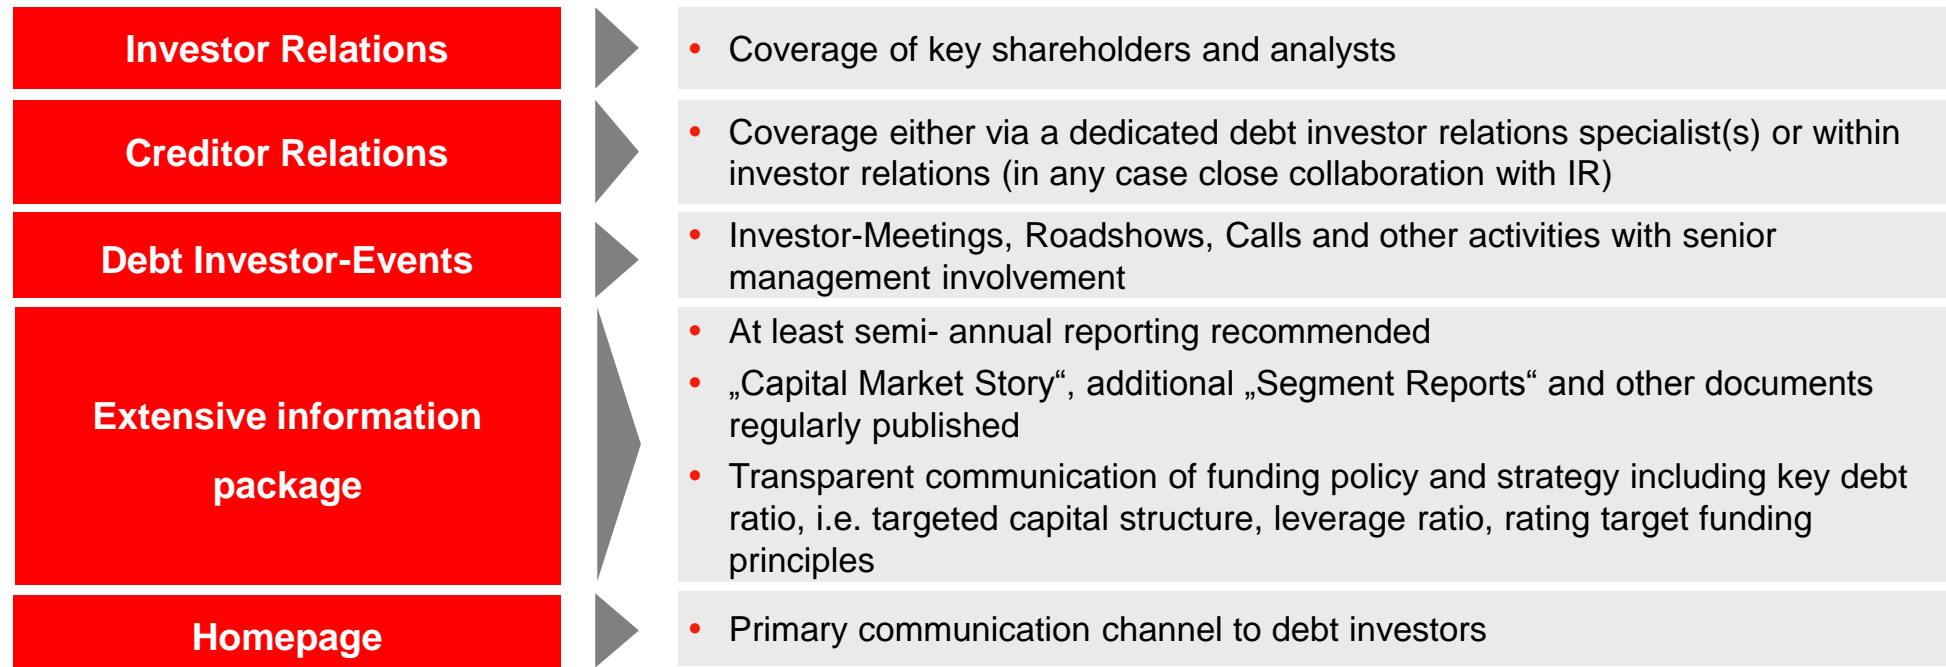 Investor Relations
• Coverage of key shareholders and analysts
Creditor Relations
• Coverage either via a dedicated debt investor relations specialist(s) or within
investor relations (in any case close collaboration with IR)
Debt Investor-Events
• Investor-Meetings, Roadshows, Calls and other activities with senior
management involvement
Extensive information
package
• At least semi- annual reporting recommended
• „Capital Market Story“, additional „Segment Reports“ and other documents
regularly published
• Transparent communication of funding policy and strategy including key debt
ratio, i.e. targeted capital structure, leverage ratio, rating target funding
principles
Homepage
• Primary communication channel to debt investors